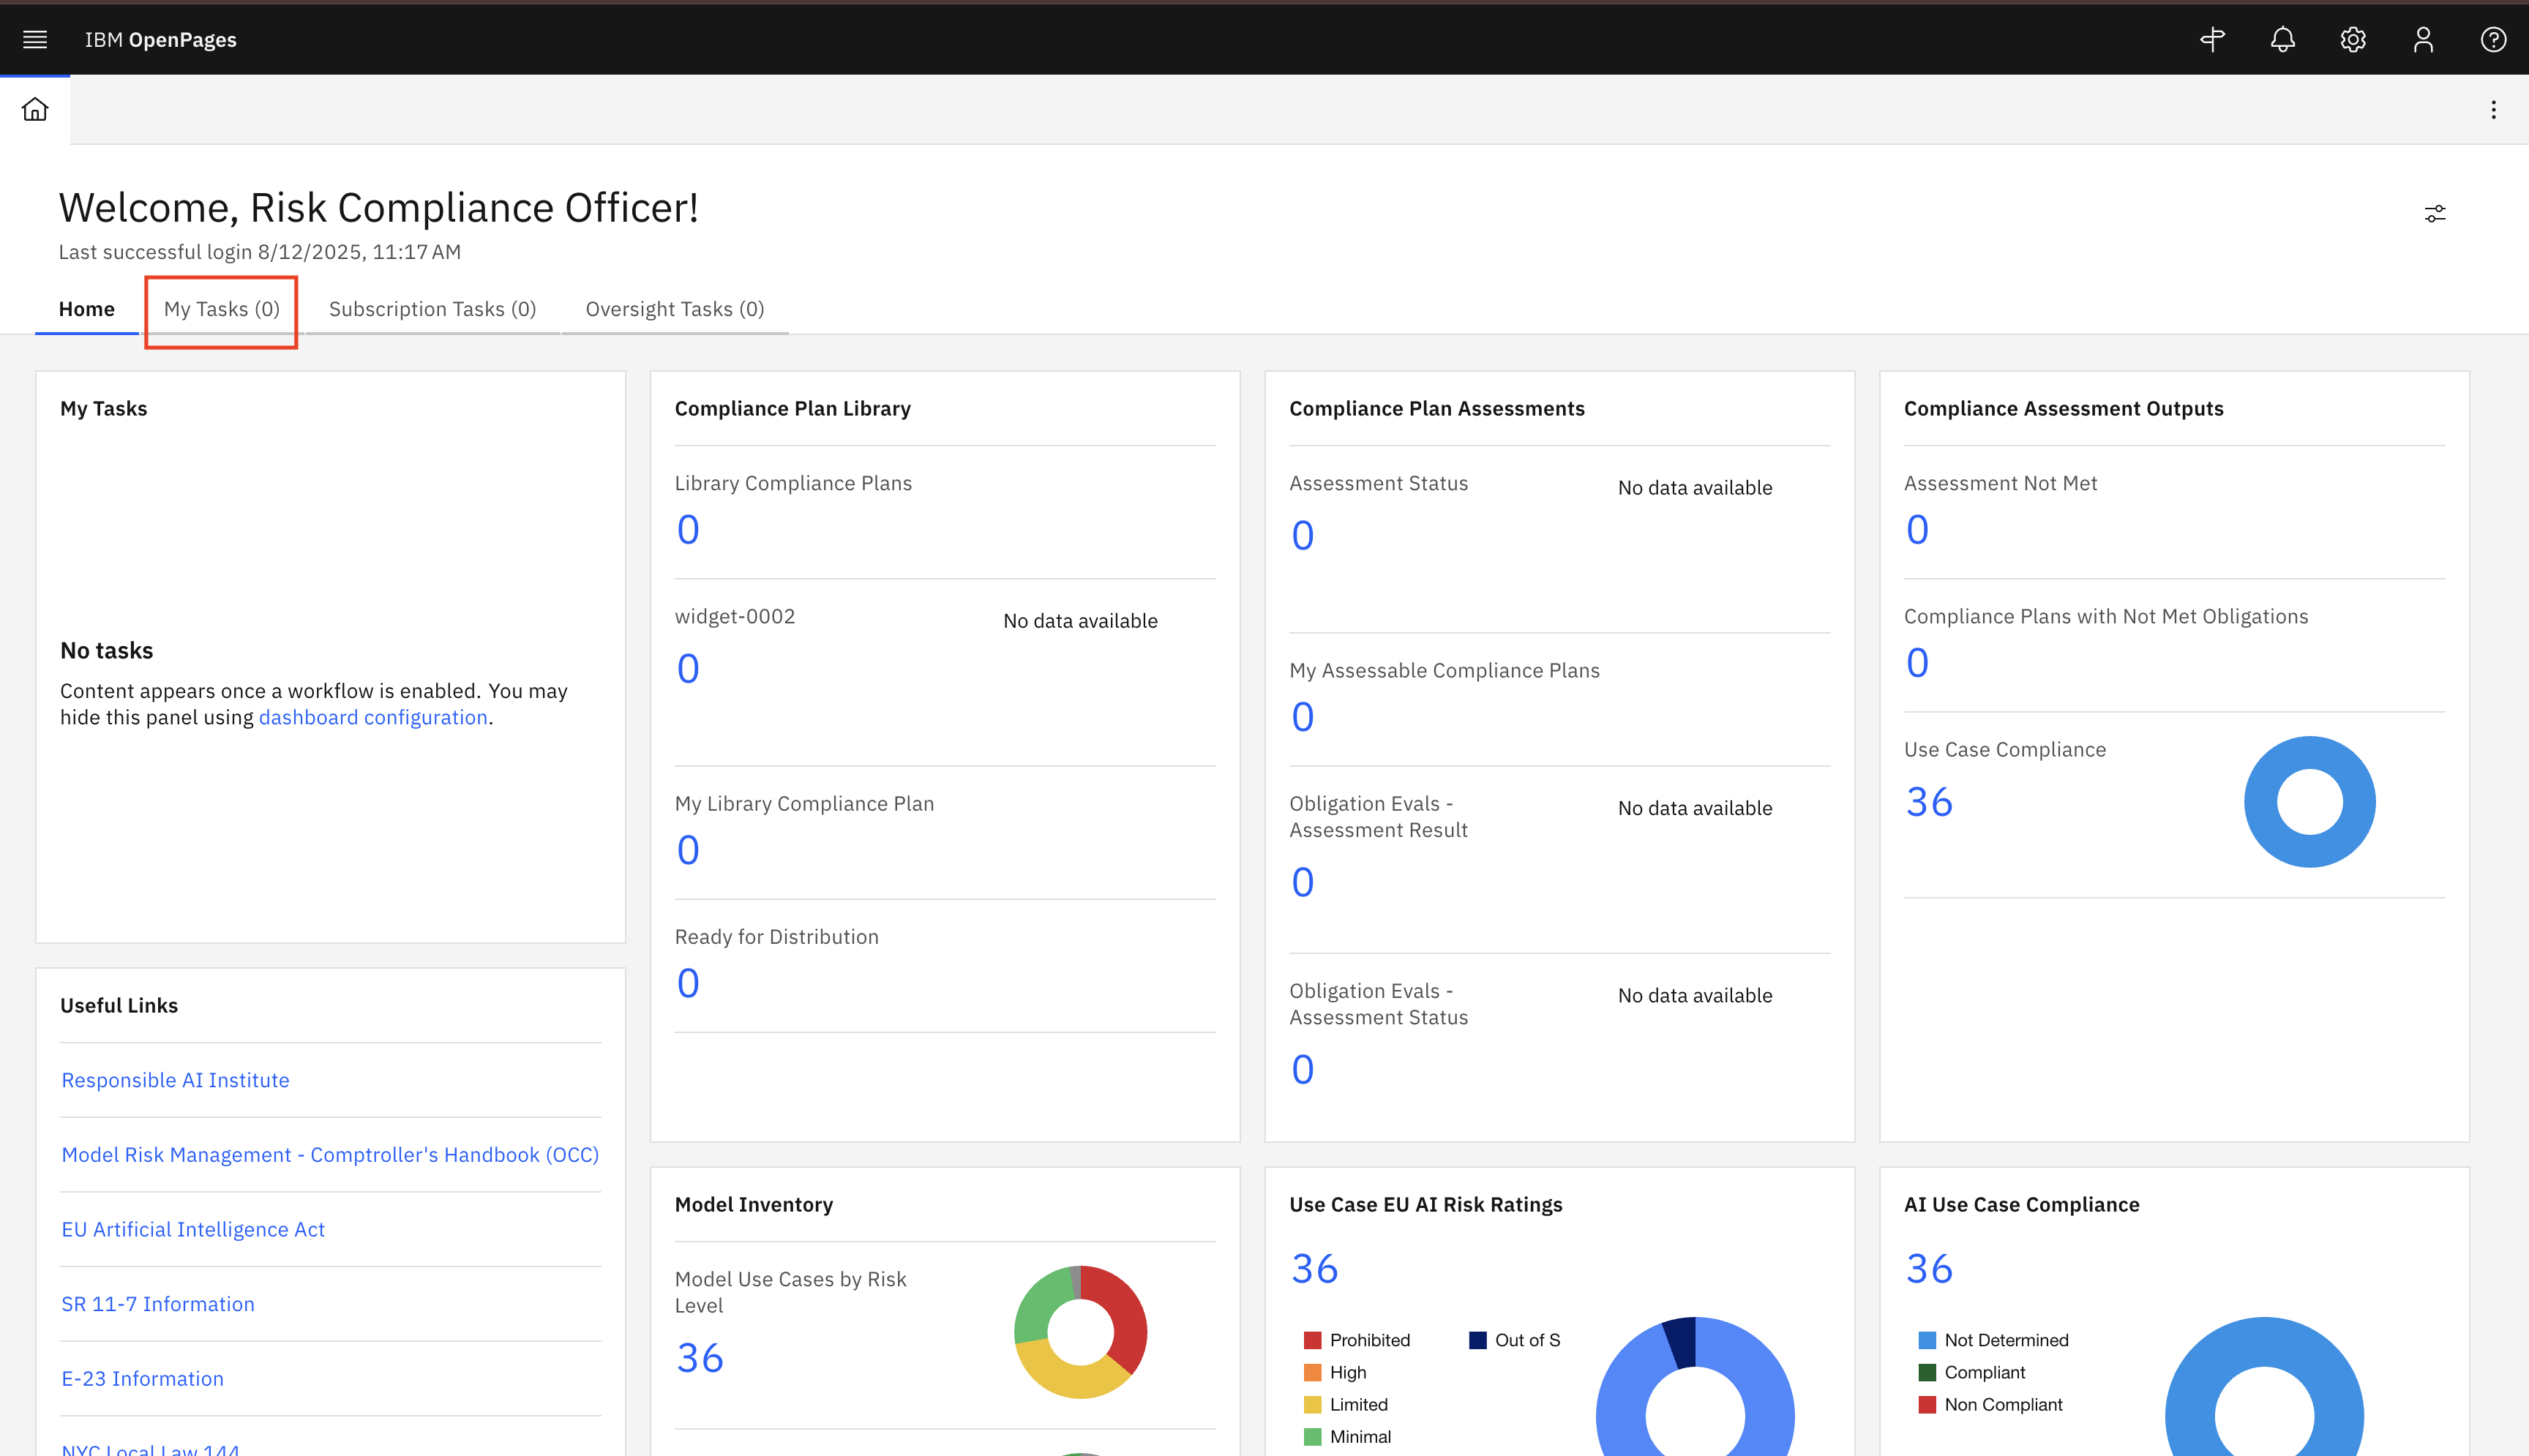 IBM OpenPages
Welcome, Risk Compliance Officer!
Last successful login 8/12/2025, 11:17 AM
Home
My Tasks (0)
Subscription Tasks (0)
Oversight Tasks (0)
My Tasks
No tasks
Content appears once a workflow is enabled. You may
hide this panel using dashboard configuration.
Useful Links
Responsible AI Institute
Model Risk Management - Comptroller's Handbook (OCC)
EU Artificial Intelligence Act
SR 11-7 Information
E-23 Information
NYC Local Law 144
Compliance Plan Library
Library Compliance Plans
0
widget-0002
No data available
0
My Library Compliance Plan
0
Ready for Distribution
0
Model Inventory
Model Use Cases by Risk
Level
36
Compliance Plan Assessments
Assessment Status
No data available
0
My Assessable Compliance Plans
0
Obligation Evals -
Assessment Result
No data available
0
Obligation Evals -
Assessment Status
No data available
0
Use Case EU AI Risk Ratings
36
Prohibited
High
Limited
Minimal
Out of S
Compliance Assessment Outputs
Assessment Not Met
0
Compliance Plans with Not Met Obligations
0
Use Case Compliance
36
AI Use Case Compliance
36
Not Determined
Compliant
Non Compliant